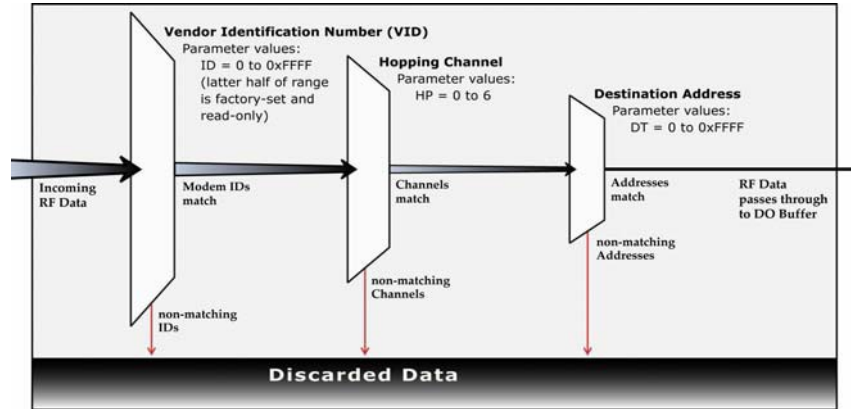 Vendor Identification Number (VID)
Parameter values:
ID = 0 to 0xFFFF
(latter half of range
is factory-set and
read-only)
Hopping Channel
Parameter values:
HP = 0 to 6
Destination Address
Parameter values:
DT = 0 to 0xFFFF
Incoming
RF Data
Modem IDs
match
Channels
match
Addresses
match
RF Data
passes through
to DO Buffer
non-matching
IDs
non-matching
Channels
non-matching
Addresses
Discarded Data